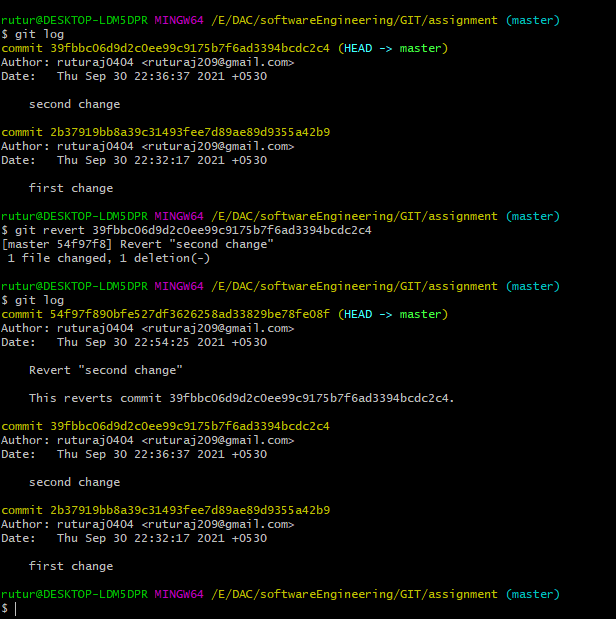 rutur@DESKTOP-LDM5DPR MINGW64 /E/DAC/softwareEngineering/GIT/assignment (master)
$ git log
commit 39fbbc06d9d2c0ee99c9175b7f6ad3394bcdc2c4 (HEAD -> master)
Author: ruturaj0404 <ruturaj209@gmail.com>
Date:   Thu Sep 30 22:36:37 2021 +0530

    second change

commit 2b37919bb8a39c31493fee7d89ae89d9355a42b9
Author: ruturaj0404 <ruturaj209@gmail.com>
Date:   Thu Sep 30 22:32:17 2021 +0530

    first change

rutur@DESKTOP-LDM5DPR MINGW64 /E/DAC/softwareEngineering/GIT/assignment (master)
$ git revert 39fbbc06d9d2c0ee99c9175b7f6ad3394bcdc2c4
[master 54f97f8] Revert "second change"
 1 file changed, 1 deletion(-)

rutur@DESKTOP-LDM5DPR MINGW64 /E/DAC/softwareEngineering/GIT/assignment (master)
$ git log
commit 54f97f890bfe527df3626258ad33829be78fe08f (HEAD -> master)
Author: ruturaj0404 <ruturaj209@gmail.com>
Date:   Thu Sep 30 22:54:25 2021 +0530

    Revert "second change"

    This reverts commit 39fbbc06d9d2c0ee99c9175b7f6ad3394bcdc2c4.

commit 39fbbc06d9d2c0ee99c9175b7f6ad3394bcdc2c4
Author: ruturaj0404 <ruturaj209@gmail.com>
Date:   Thu Sep 30 22:36:37 2021 +0530

    second change

commit 2b37919bb8a39c31493fee7d89ae89d9355a42b9
Author: ruturaj0404 <ruturaj209@gmail.com>
Date:   Thu Sep 30 22:32:17 2021 +0530

    first change

rutur@DESKTOP-LDM5DPR MINGW64 /E/DAC/softwareEngineering/GIT/assignment (master)
$